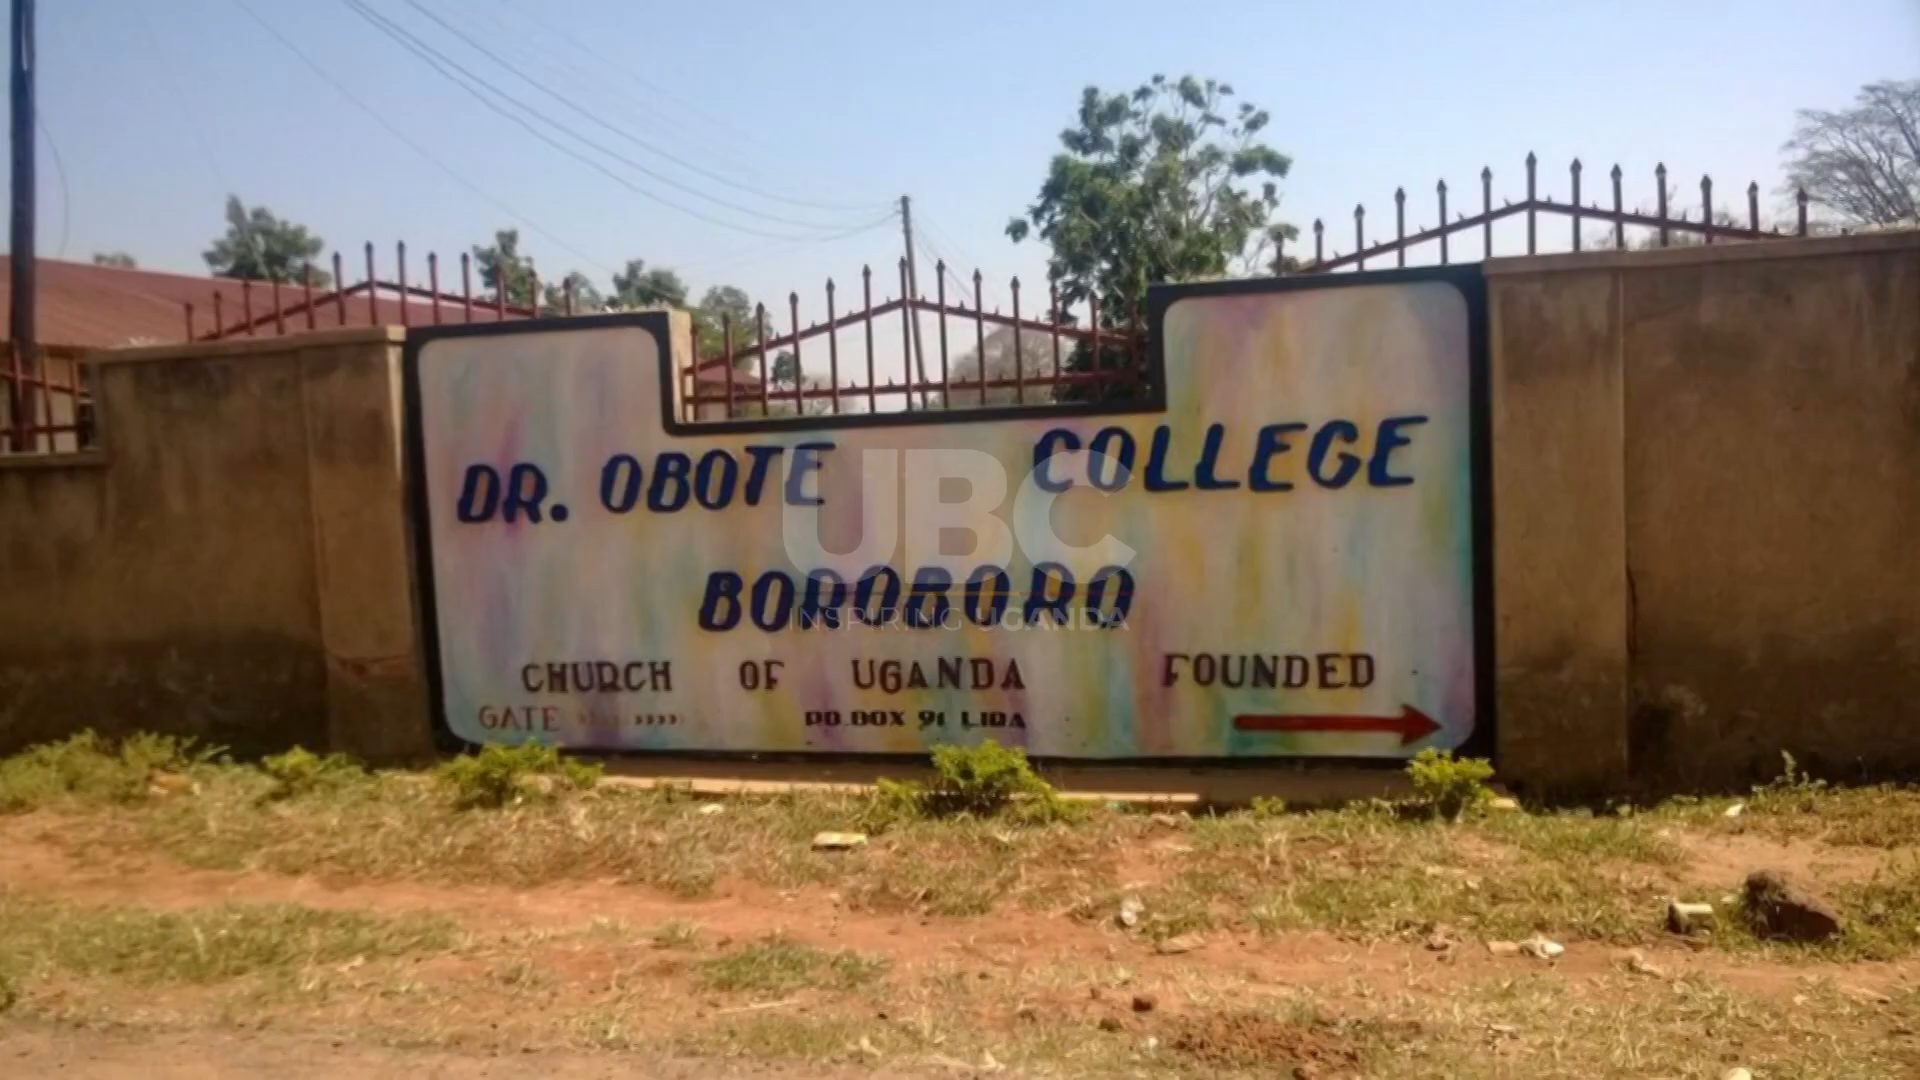 DR. OBOTE COLLEGE
BOROBORO
CHURCH OF UGANDA FOUNDED
GATE >>> >>>>>
P.O.BOX 91 LIRA
UBC
INSPIRING UGANDA